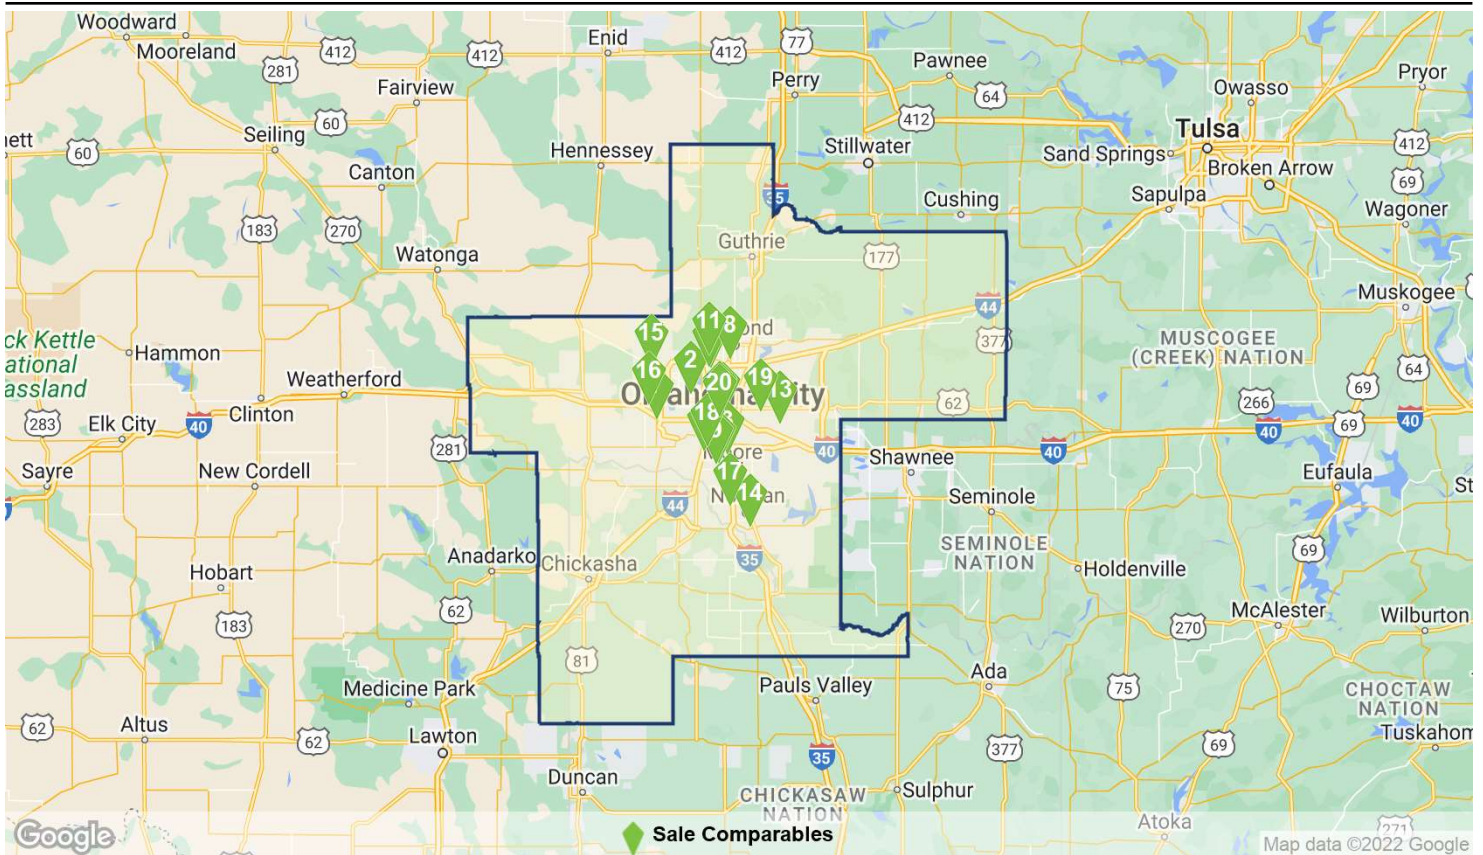 Woodward
Mooreland
412
281
Enid
412
412
77
Perry
Pawnee
64
Pryor
Owasso
Fairview
412
Tulsa
412
Seiling
60
60
ett
Hennessey
Stillwater
Sand Springs
Broken Arrow
69
Canton
Sapulpa
35
Cushing
Wagoner
183
270
Guthrie
177
Watonga
Muskogee
44
11
8
ond
15
377
MUSCOGEE
(CREEK) NATION
ck Kettle
ational
assland
Hammon
2
64
16
19
13
20
Weatherford
69
62
266
Clinton
18
283
Elk City
40
40
40
69
40
281
40
Shawnee
Sayre
New Cordell
17
Eufaula
St
14
44
Seminole
SEMINOLE
NATION
69
Anadarko
Chickasha
35
Holdenville
Hobart
62
McAlester
Wilburton
183
270
81
Ada
Medicine Park
Pauls Valley
75
CHOCTAW
NATION
62
Altus
62
Lawton
377
69
Tuskahom
35
Duncan
CHICKASAW
NATION
Sulphur
Atoka
271
Google
Sale Comparables
Map data ©2022 Google